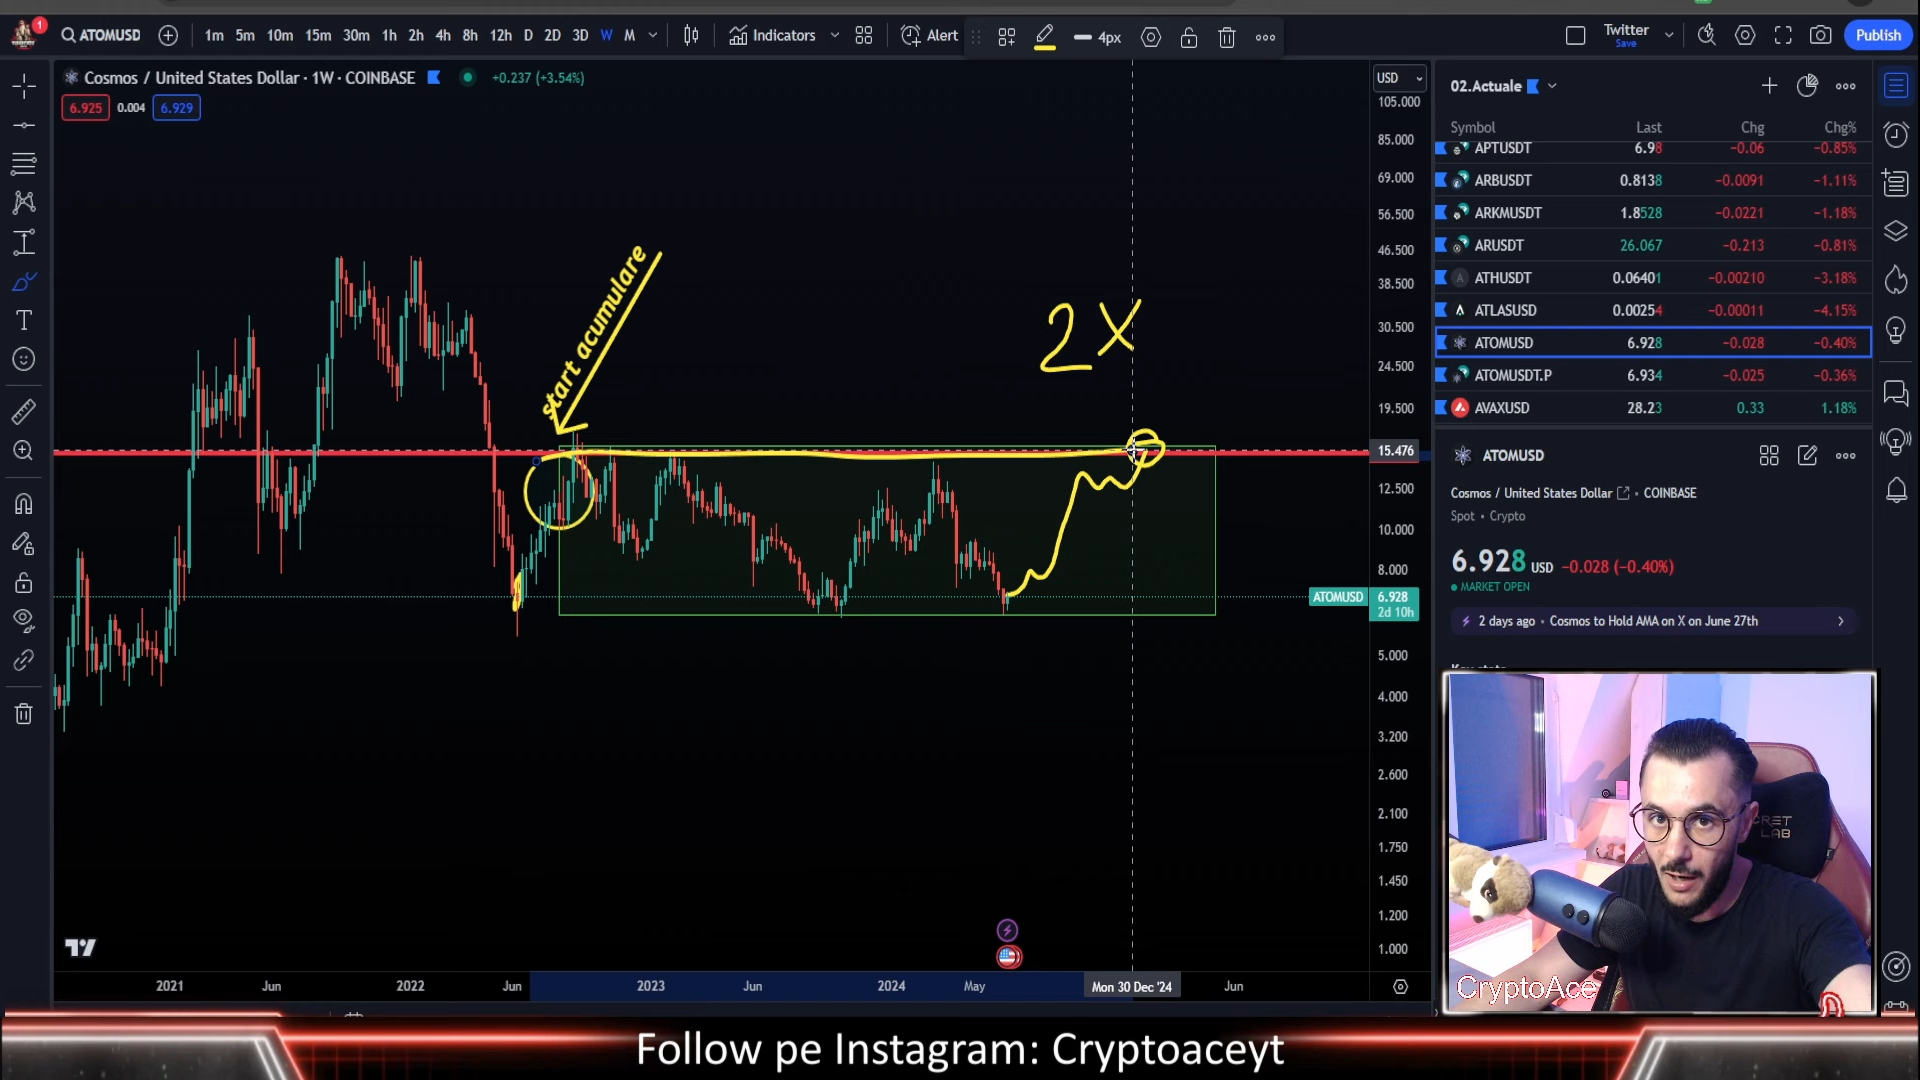 1
ATOMUSD
1m 5m 10m 15m 30m 1h 2h 4h 8h 12h D 2D 3D W M
Indicators
Alert
4px
Twitter
Save
Publish
Cosmos / United States Dollar · 1W · COINBASE
+0.237 (+3.54%)
6.925 0.004 6.929
USD
105.000
85.000
69.000
56.500
46.500
38.500
30.500
24.500
19.500
15.476
12.500
10.000
8.000
ATOMUSD 6.928
2d 10h
5.000
4.000
3.200
2.600
2.100
1.750
1.450
1.200
1.000
start acumulare
2X
2021 Jun 2022 Jun 2023 Jun 2024 May Mon 30 Dec '24 Jun
02.Actuale
Symbol Last Chg Chg%
APTUSDT 6.98 −0.06 −0.85%
ARBUSDT 0.8138 −0.0091 −1.11%
ARKMUSDT 1.8528 −0.0221 −1.18%
ARUSDT 26.067 −0.213 −0.81%
ATHUSDT 0.06401 −0.00210 −3.18%
ATLASUSD 0.00254 −0.00011 −4.15%
ATOMUSD 6.928 −0.028 −0.40%
ATOMUSDT.P 6.934 −0.025 −0.36%
AVAXUSD 28.23 0.33 1.18%
ATOMUSD
Cosmos / United States Dollar · COINBASE
Spot · Crypto
6.928 USD −0.028 (−0.40%)
MARKET OPEN
2 days ago · Cosmos to Hold AMA on X on June 27th
CryptoAce
Follow pe Instagram: Cryptoaceyt